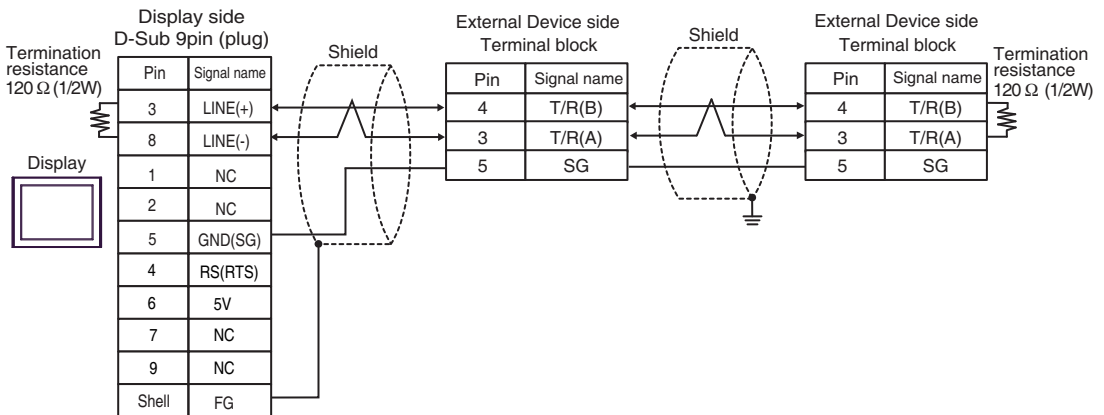 Display side
D-Sub 9pin (plug)
Termination
resistance
120 Ω (1/2W)
Pin Signal name
3 LINE(+)
8 LINE(-)
1 NC
2 NC
5 GND(SG)
4 RS(RTS)
6 5V
7 NC
9 NC
Shell FG
Display
Shield
External Device side
Terminal block
Pin Signal name
4 T/R(B)
3 T/R(A)
5 SG
Shield
External Device side
Terminal block
Pin Signal name
4 T/R(B)
3 T/R(A)
5 SG
Termination
resistance
120 Ω (1/2W)